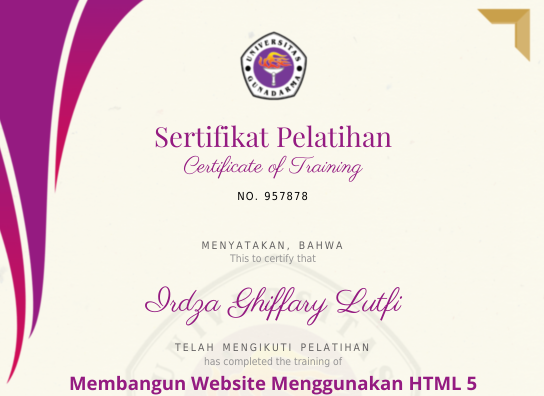 UNIVERSITAS
GUNADARMA
Sertifikat Pelatihan
Certificate of Training
NO. 957878
MENYATAKAN, BAHWA
This to certify that
Irdza Ghiffary Lutfi
TELAH MENGIKUTI PELATIHAN
has completed the training of
Membangun Website Menggunakan HTML 5